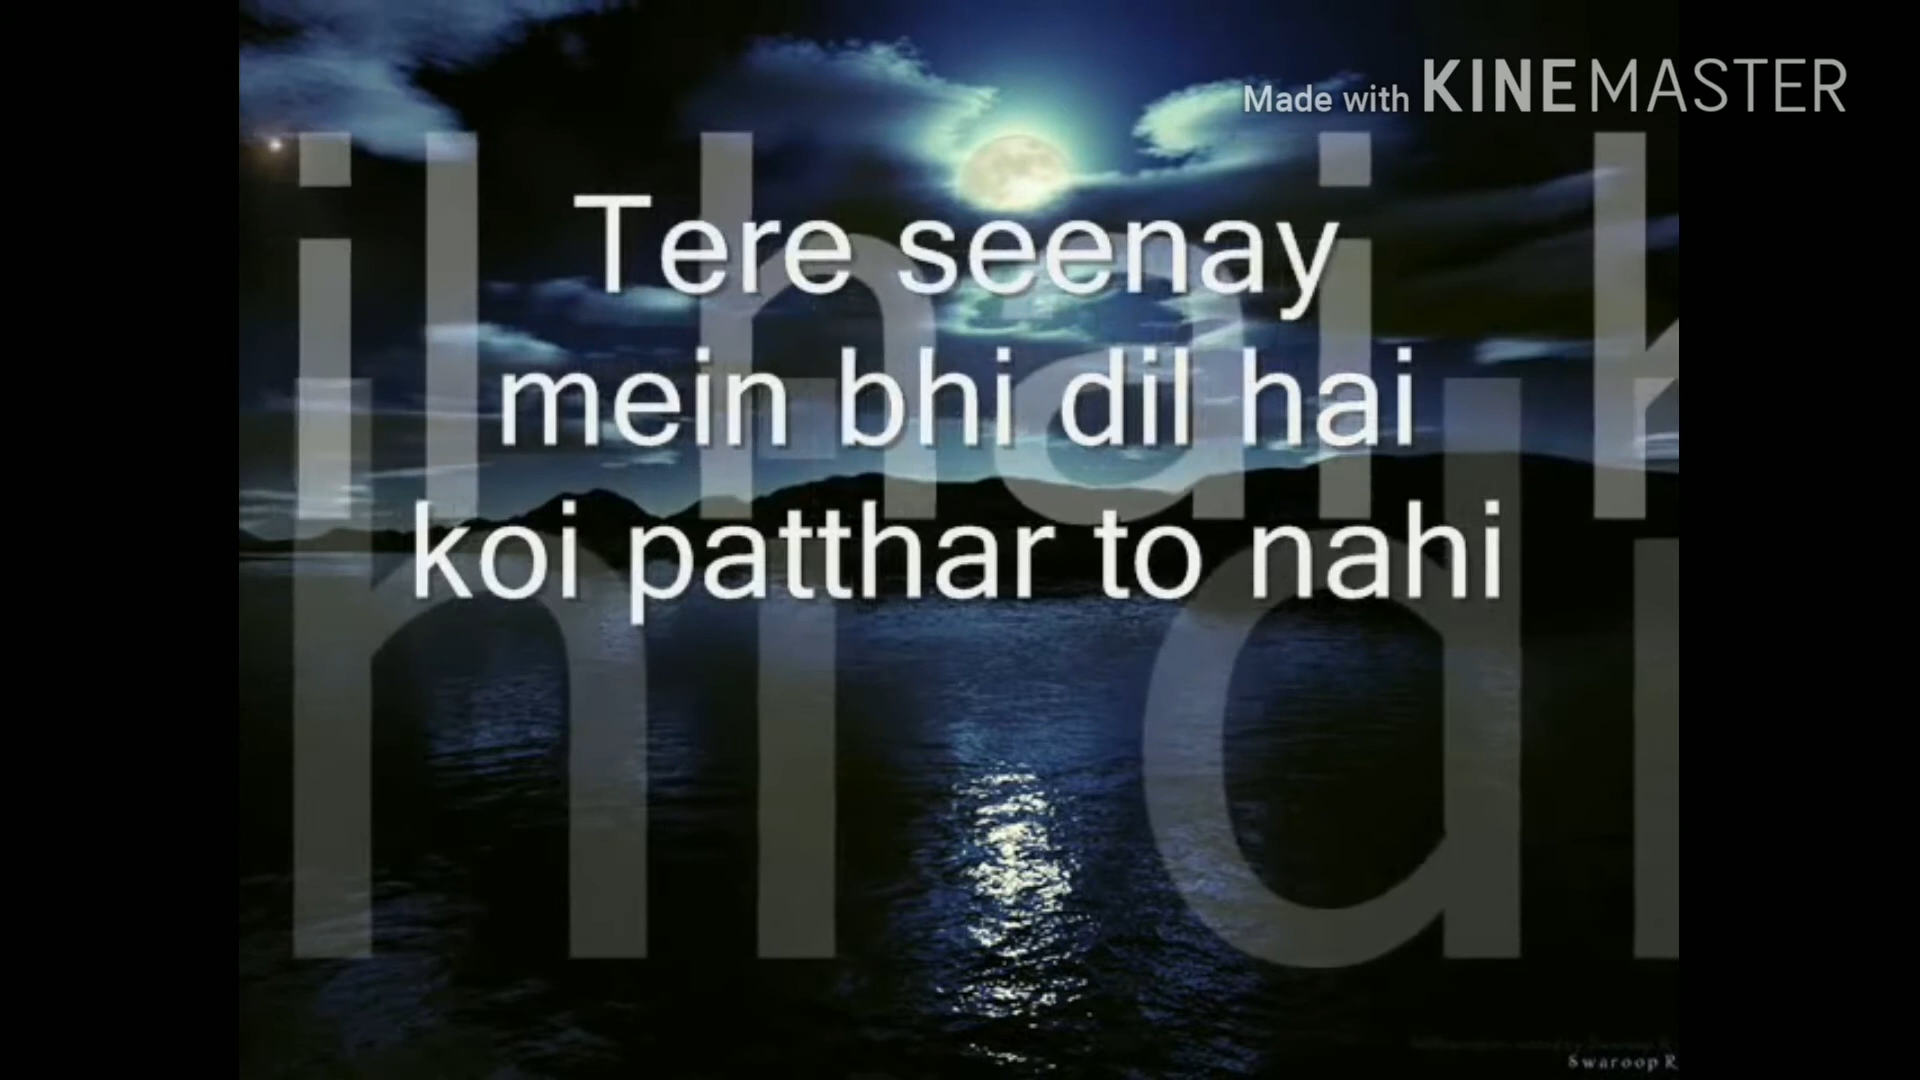 Made with KINEMASTER
Tere seenay
mein bhi dil hai
koi patthar to nahi
Swaroop R